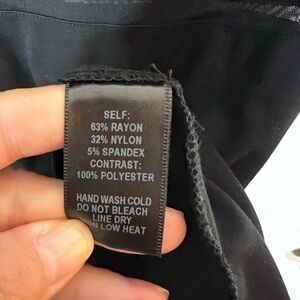 SELF:
63% RAYON
32% NYLON
5% SPANDEX
CONTRAST:
100% POLYESTER
HAND WASH COLD
DO NOT BLEACH
LINE DRY
LOW HEAT